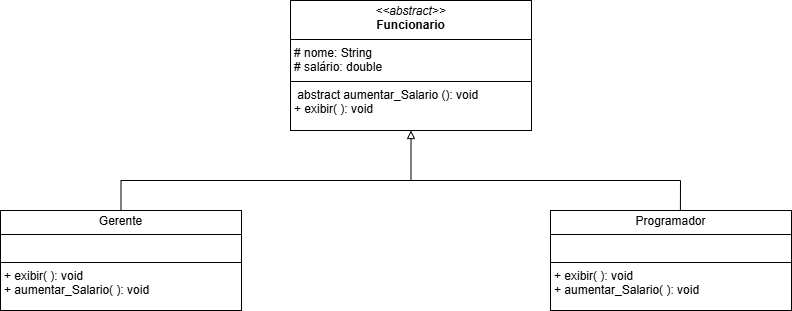 <<abstract>>
Funcionario
# nome: String
# salário: double
abstract aumentar_Salario (): void
+ exibir( ): void
Gerente
+ exibir( ): void
+ aumentar_Salario( ): void
Programador
+ exibir( ): void
+ aumentar_Salario( ): void